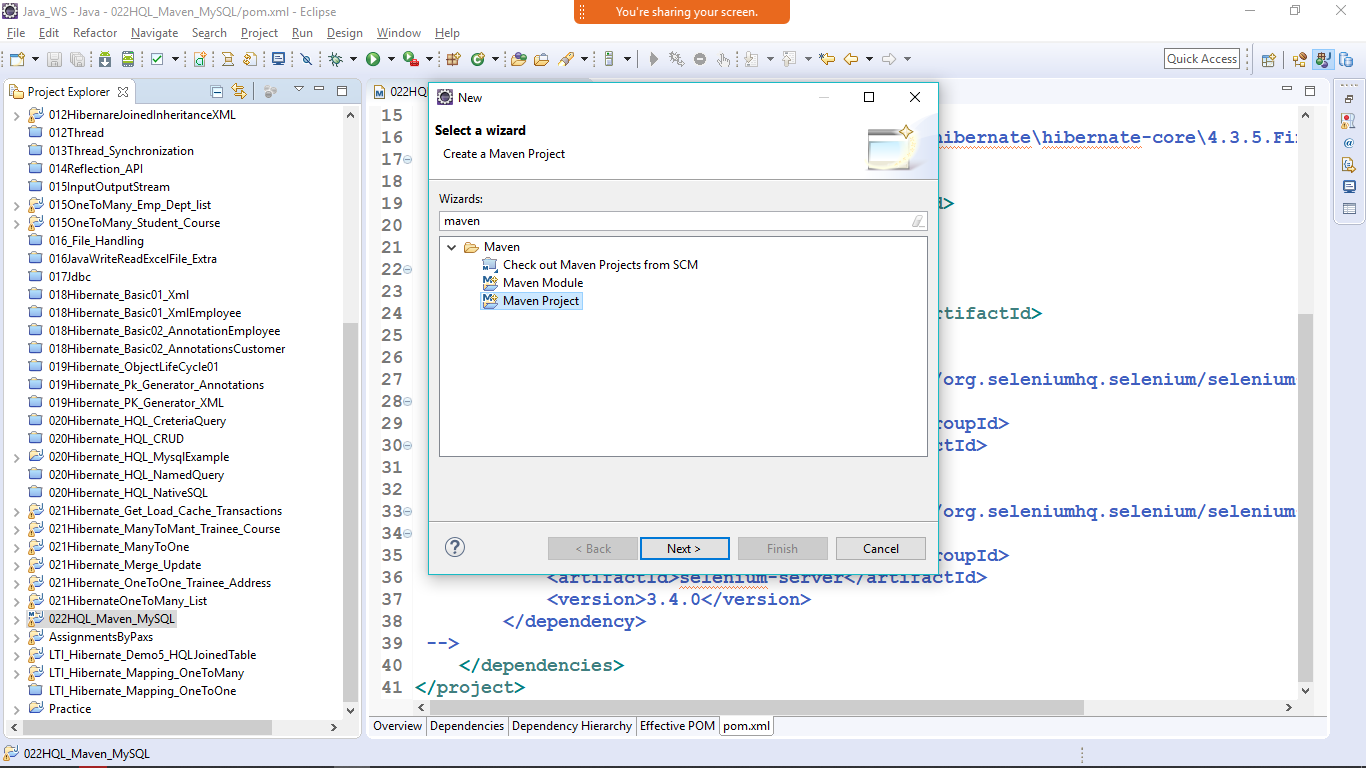 Java_WS - Java - 022HQL_Maven_MySQL/pom.xml - Eclipse
You're sharing your screen.
File Edit Refactor Navigate Search Project Run Design Window Help
Quick Access
Project Explorer
012HibernareJoinedInheritanceXML
012Thread
013Thread_Synchronization
014Reflection_API
015InputOutputStream
015OneToMany_Emp_Dept_list
015OneToMany_Student_Course
016_File_Handling
016JavaWriteReadExcelFile_Extra
017Jdbc
018Hibernate_Basic01_Xml
018Hibernate_Basic01_XmlEmployee
018Hibernate_Basic02_AnnotationEmployee
018Hibernate_Basic02_AnnotationsCustomer
019Hibernate_ObjectLifeCycle01
019Hibernate_Pk_Generator_Annotations
019Hibernate_PK_Generator_XML
020Hibernate_HQL_CreteriaQuery
020Hibernate_HQL_CRUD
020Hibernate_HQL_MysqlExample
020Hibernate_HQL_NamedQuery
020Hibernate_HQL_NativeSQL
021Hibernate_Get_Load_Cache_Transactions
021Hibernate_ManyToMant_Trainee_Course
021Hibernate_ManyToOne
021Hibernate_Merge_Update
021Hibernate_OneToOne_Trainee_Address
021HibernateOneToMany_List
022HQL_Maven_MySQL
AssignmentsByPaxs
LTI_Hibernate_Demo5_HQLJoinedTable
LTI_Hibernate_Mapping_OneToMany
LTI_Hibernate_Mapping_OneToOne
Practice
022HQ
New
Select a wizard
Create a Maven Project
Wizards:
maven
Maven
Check out Maven Projects from SCM
Maven Module
Maven Project
< Back Next > Finish Cancel
15
16 hibernate\hibernate-core\4.3.5.Fi
17
18
19 d>
20
21
22
23
24 rtifactId>
25
26
27 /org.seleniumhq.selenium/selenium
28
29 roupId>
30 ctId>
31
32
33 /org.seleniumhq.selenium/selenium
34
35 roupId>
36 <artifactId>selenium-server</artifactId>
37 <version>3.4.0</version>
38 </dependency>
39 -->
40 </dependencies>
41 </project>
Overview Dependencies Dependency Hierarchy Effective POM pom.xml
022HQL_Maven_MySQL